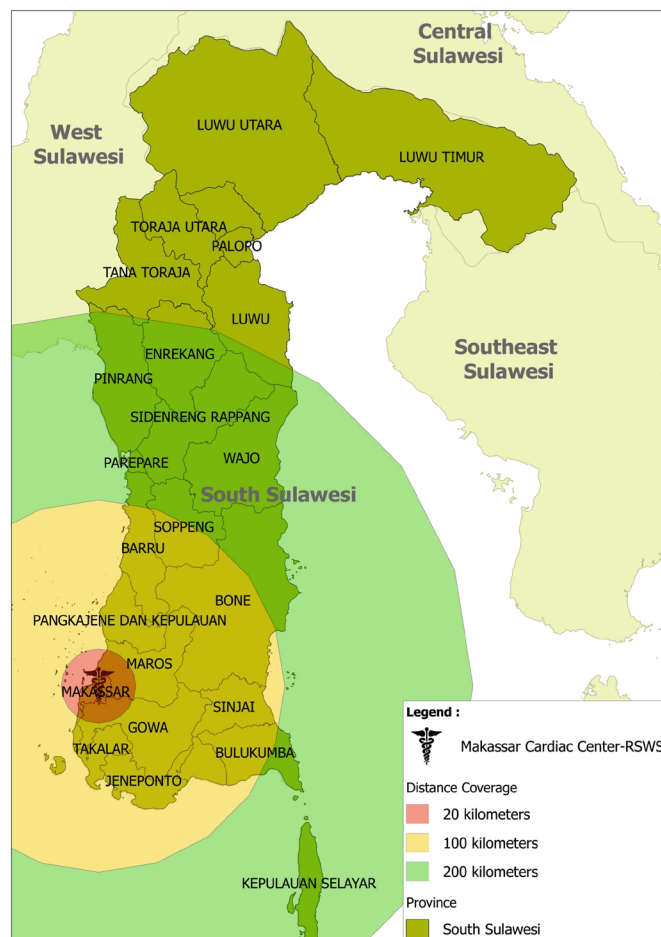 Central
Sulawesi
West
Sulawesi
LUWU UTARA
LUWU TIMUR
TORAJA UTARA
PALOPO
TANA TORAJA
LUWU
Southeast
Sulawesi
ENREKANG
PINRANG
SIDENRENG RAPPANG
PAREPARE
WAJO
South Sulawesi
SOPPENG
BARRU
BONE
PANGKAJENE DAN KEPULAUAN
MAROS
MAKASSAR
SINJAI
GOWA
TAKALAR
BULUKUMBA
JENEPONTO
KEPULAUAN SELAYAR
Legend :
Makassar Cardiac Center-RSWS
Distance Coverage
20 kilometers
100 kilometers
200 kilometers
Province
South Sulawesi